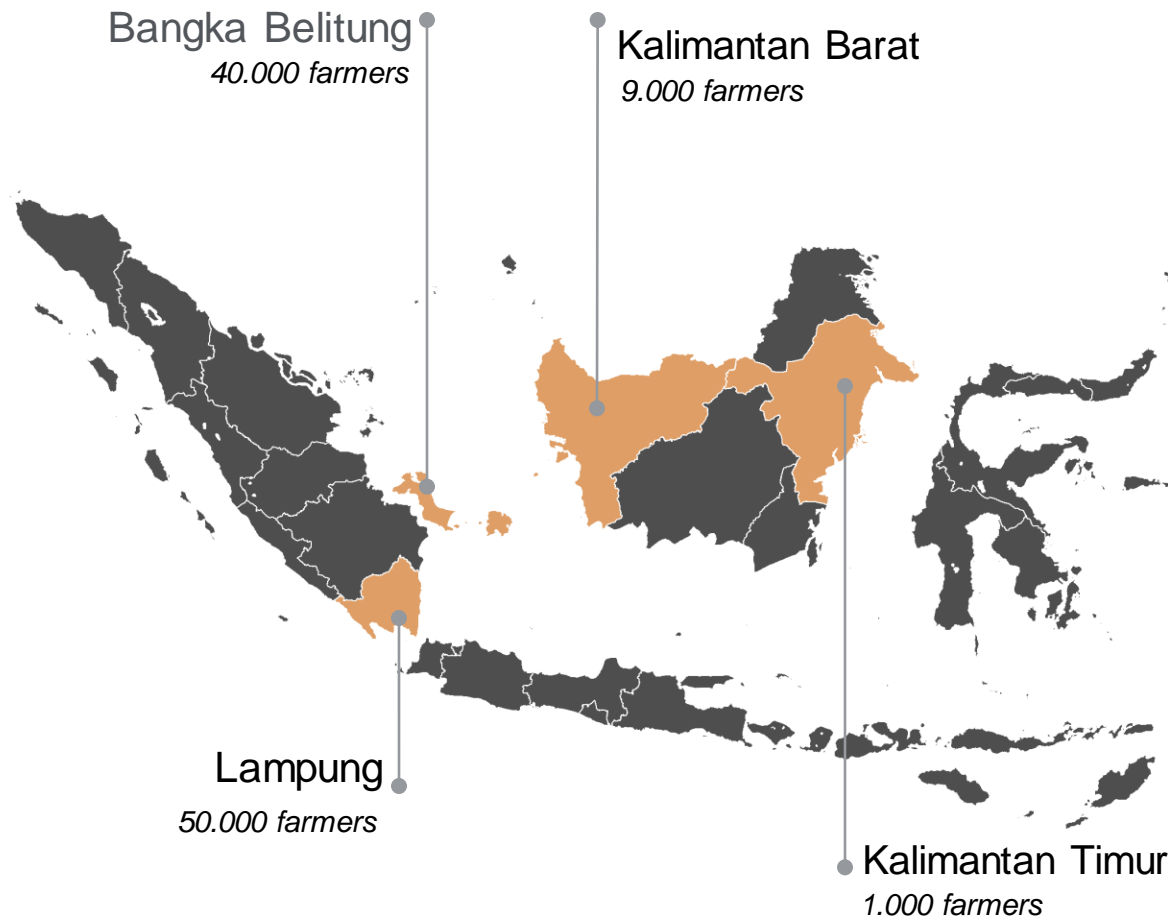 Bangka Belitung
40.000 farmers
Kalimantan Barat
9.000 farmers
Lampung
50.000 farmers
Kalimantan Timur
1.000 farmers